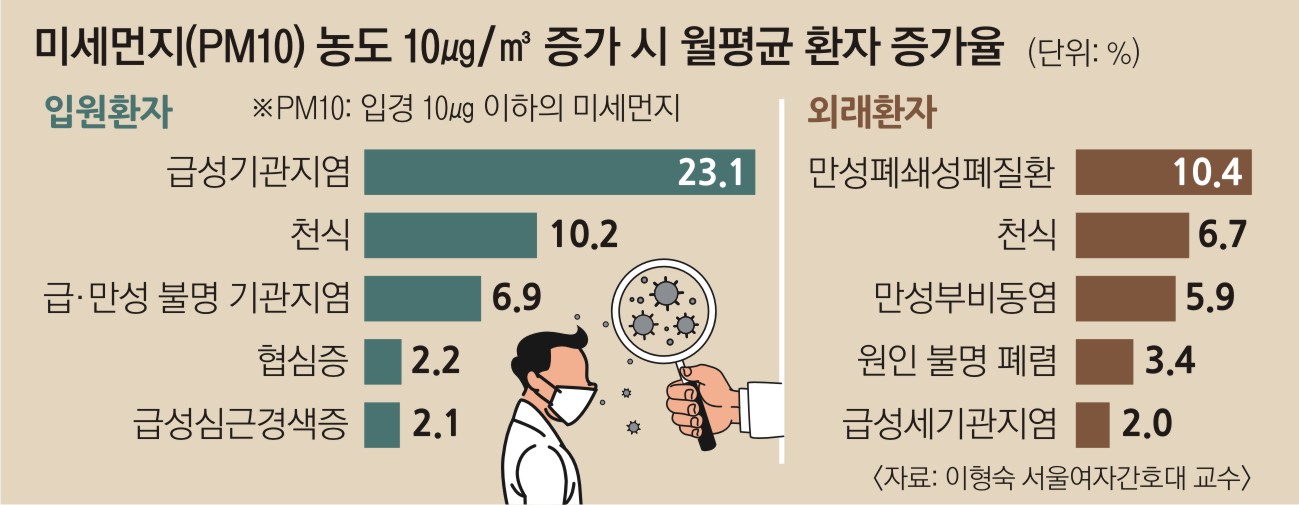 미세먼지(PM10) 농도 10㎍/㎥ 증가 시 월평균 환자 증가율 (단위: %)
입원환자 ※PM10: 입경 10㎍ 이하의 미세먼지
급성기관지염 23.1
천식 10.2
급·만성 불명 기관지염 6.9
협심증 2.2
급성심근경색증 2.1
외래환자
만성폐쇄성폐질환 10.4
천식 6.7
만성부비동염 5.9
원인 불명 폐렴 3.4
급성세기관지염 2.0
〈자료: 이형숙 서울여자간호대 교수〉